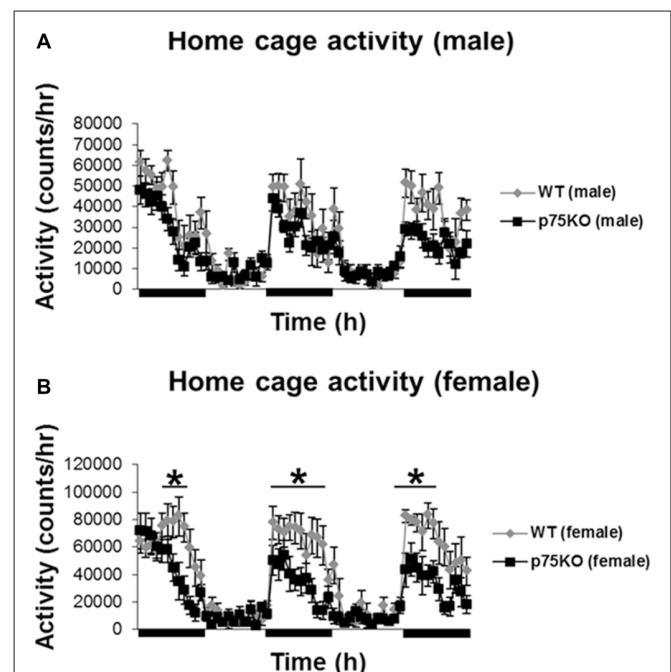 A
Home cage activity (male)
Activity (counts/hr)
80000
70000
60000
50000
40000
30000
20000
10000
0
WT (male)
p75KO (male)
Time (h)
B
Home cage activity (female)
Activity (counts/hr)
120000
100000
80000
60000
40000
20000
0
* * *
WT (female)
p75KO (female)
Time (h)